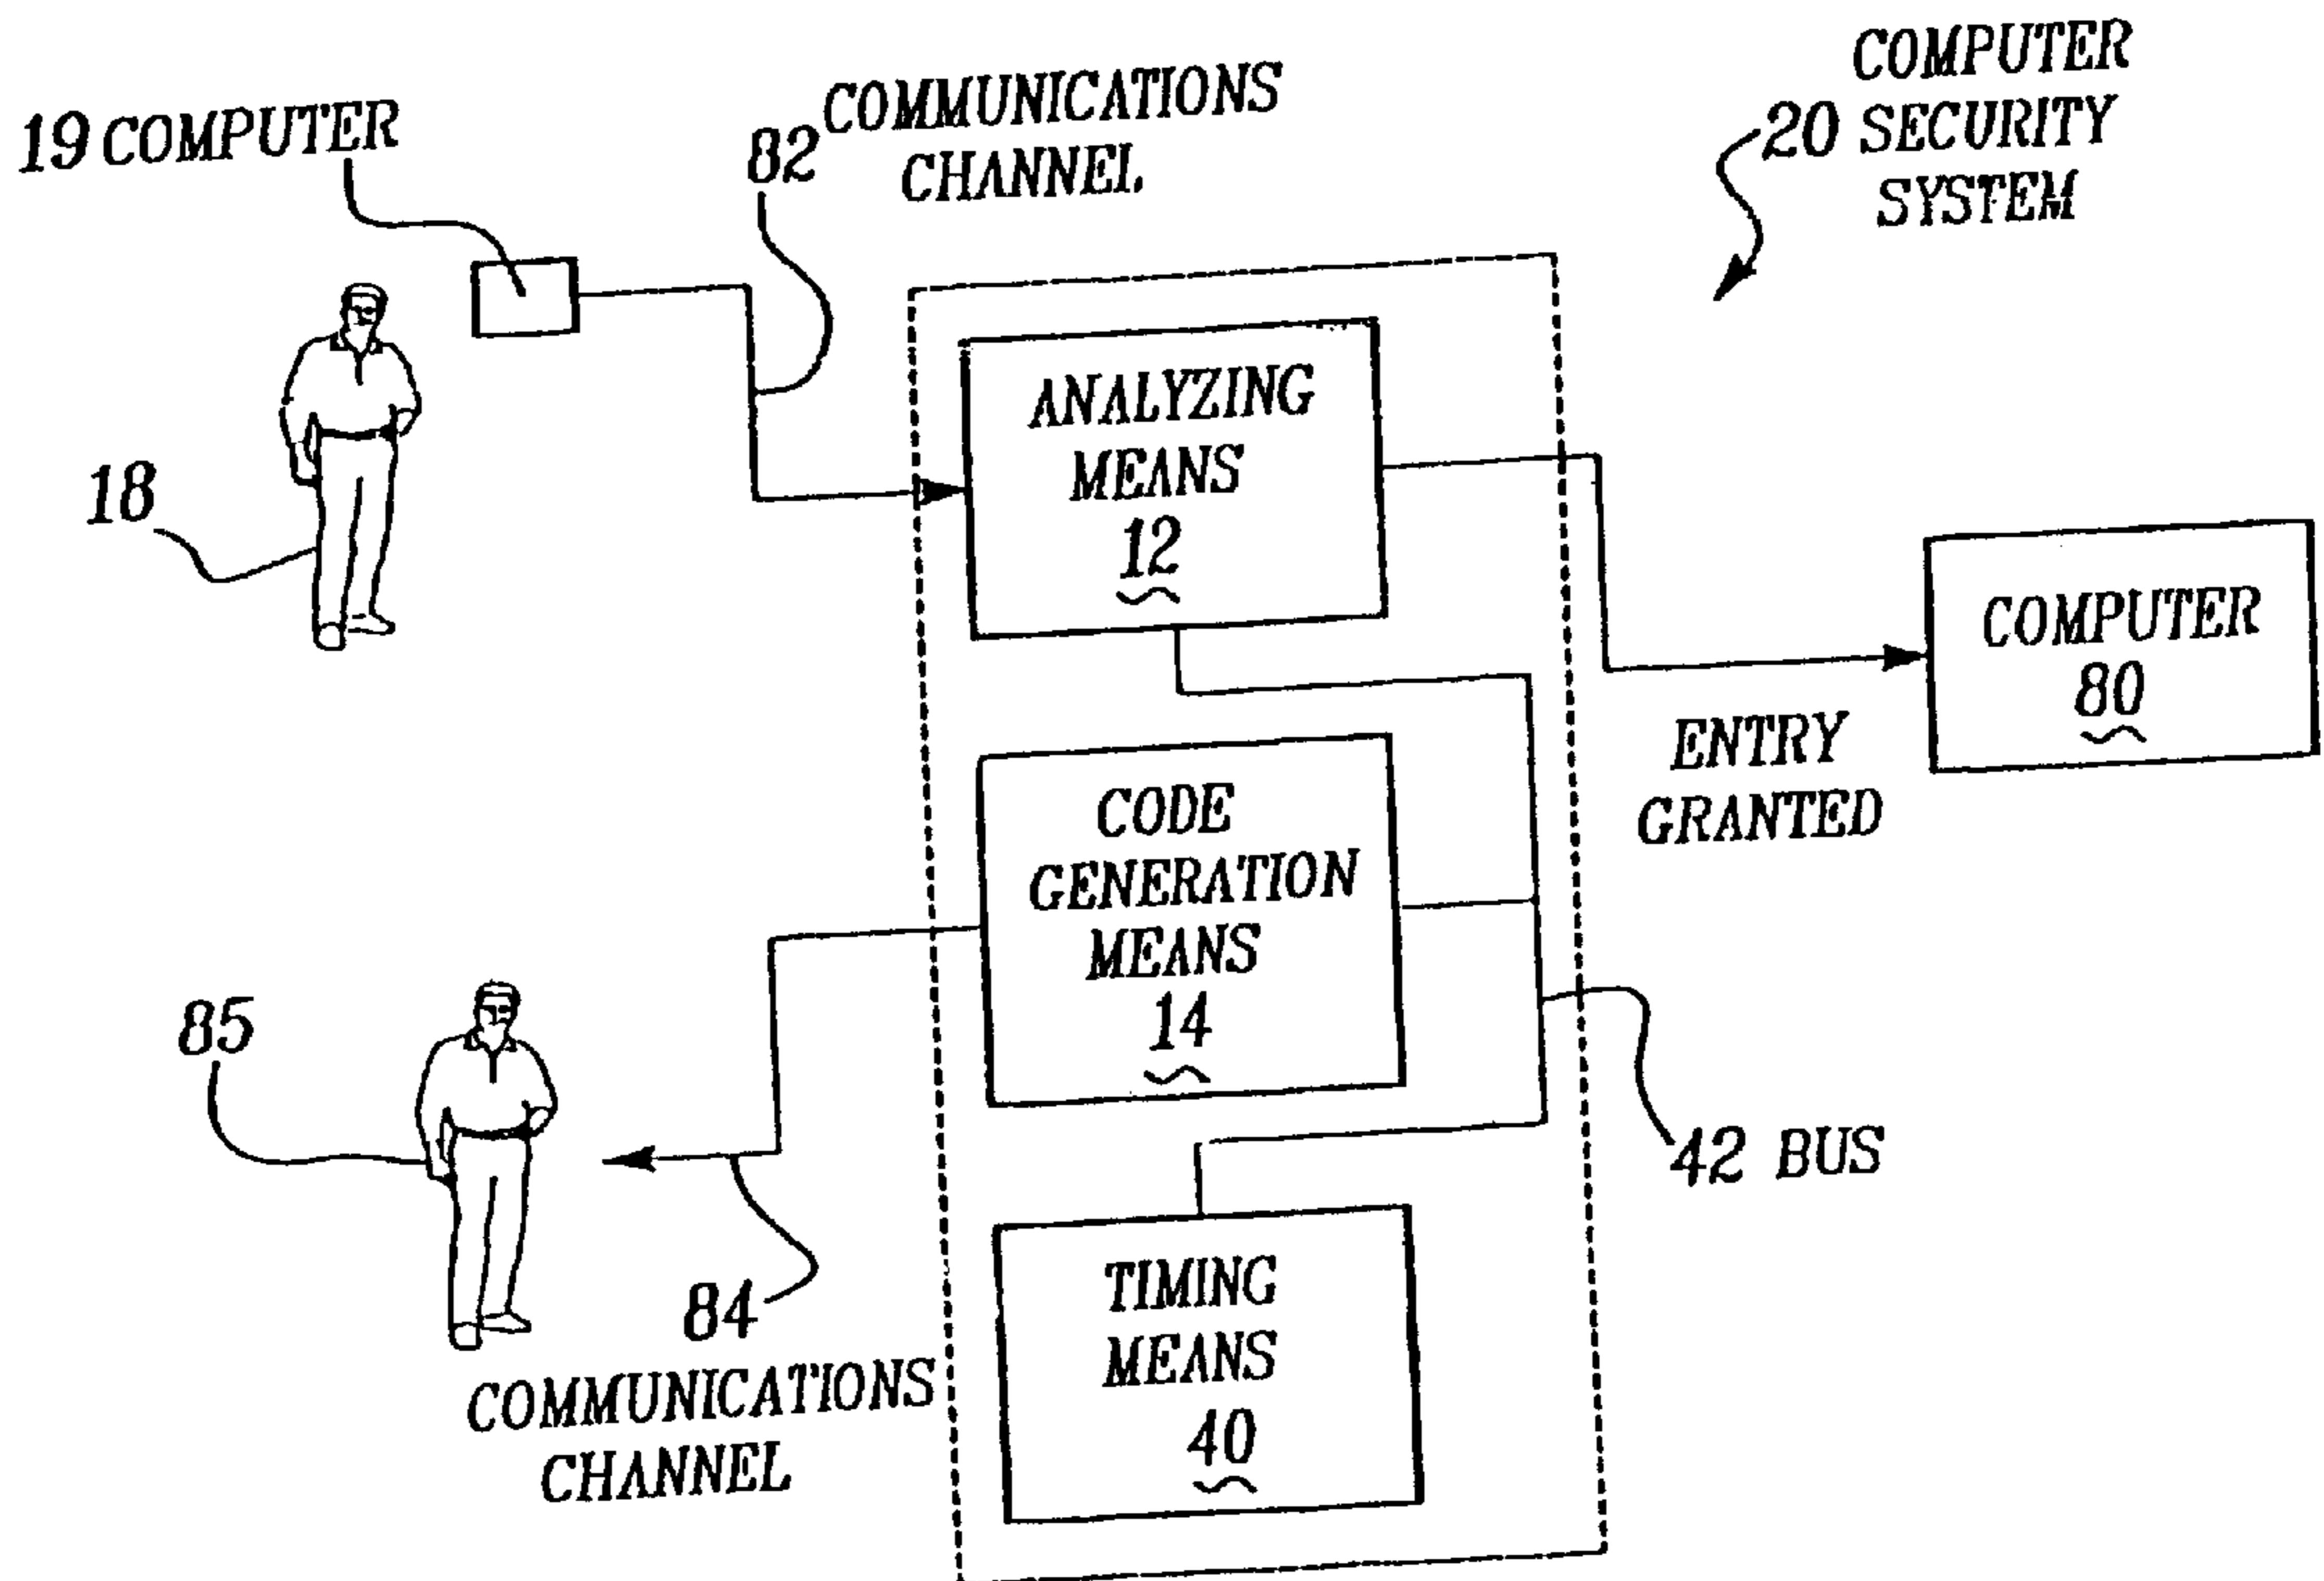 COMPUTER
20 SECURITY
SYSTEM
19 COMPUTER
82 COMMUNICATIONS
CHANNEL
18
ANALYZING
MEANS
12
COMPUTER
80
ENTRY
GRANTED
CODE
GENERATION
MEANS
14
85
42 BUS
84
COMMUNICATIONS
CHANNEL
TIMING
MEANS
40